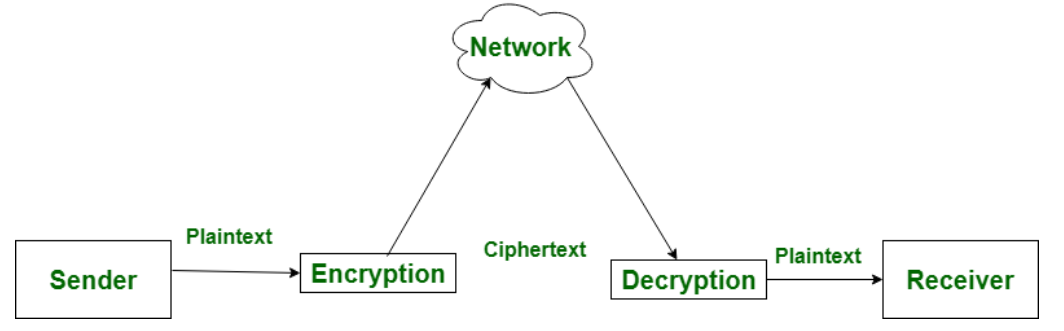 Network
Plaintext
Sender
Encryption
Ciphertext
Decryption
Plaintext
Receiver